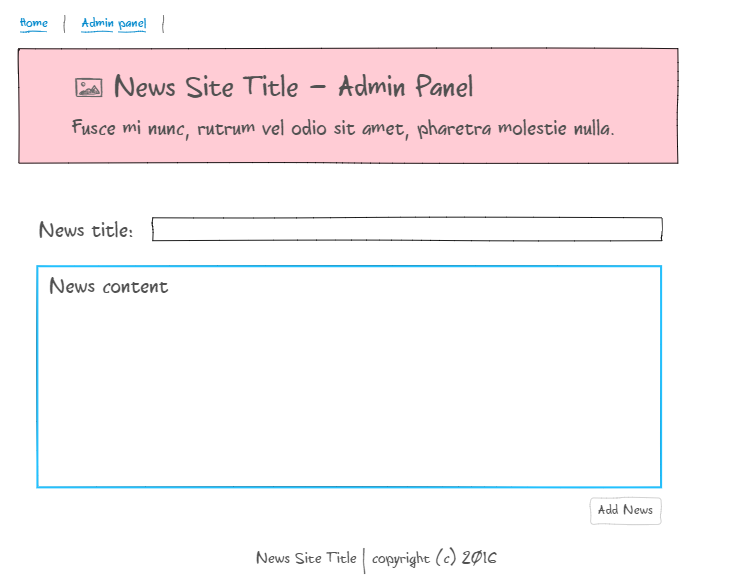 Home | Admin panel |
News Site Title – Admin Panel
Fusce mi nunc, rutrum vel odio sit amet, pharetra molestie nulla.
News title:
News content
Add News
News Site Title | copyright (c) 2016